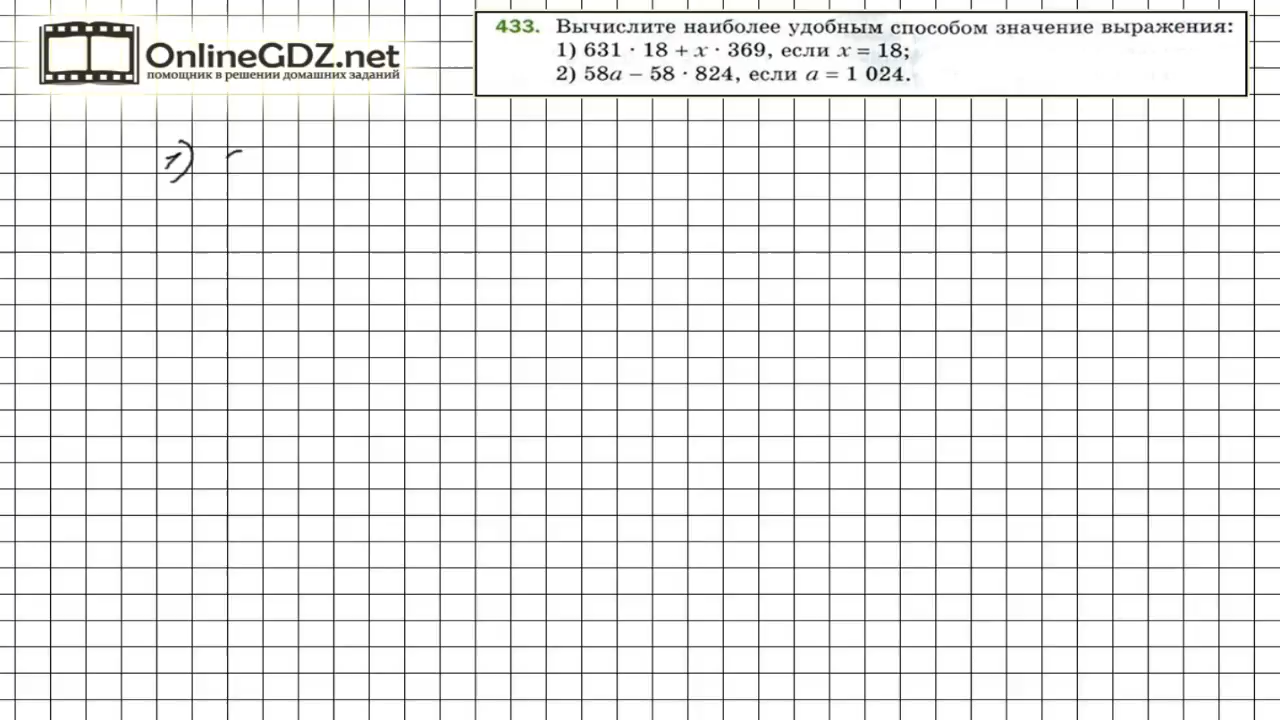 OnlineGDZ.net
помощник в решении домашних заданий
433. Вычислите наиболее удобным способом значение выражения:
1) 631 · 18 + x · 369, если x = 18;
2) 58a − 58 · 824, если a = 1 024.
1)